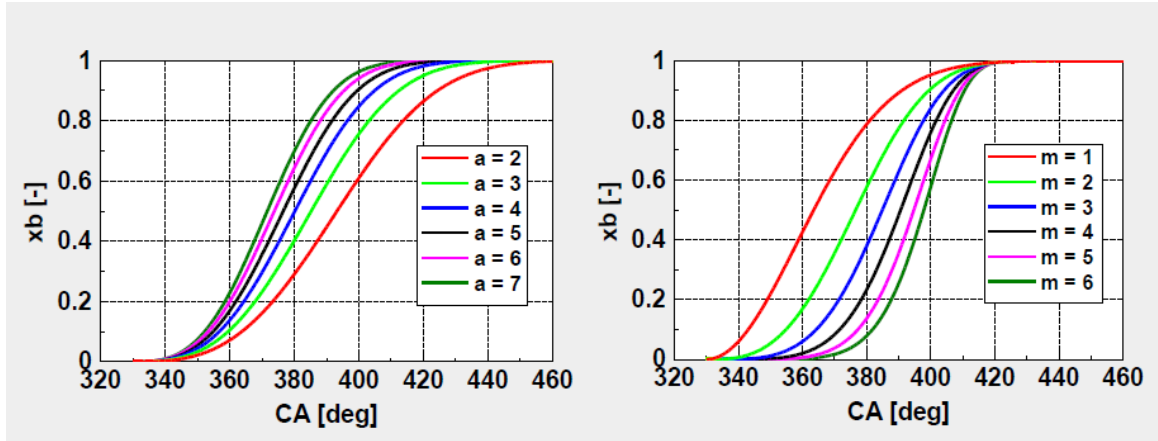 xb [-]
1
0.8
0.6
0.4
0.2
0
320 340 360 380 400 420 440 460
CA [deg]
a = 2
a = 3
a = 4
a = 5
a = 6
a = 7
xb [-]
1
0.8
0.6
0.4
0.2
0
320 340 360 380 400 420 440 460
CA [deg]
m = 1
m = 2
m = 3
m = 4
m = 5
m = 6